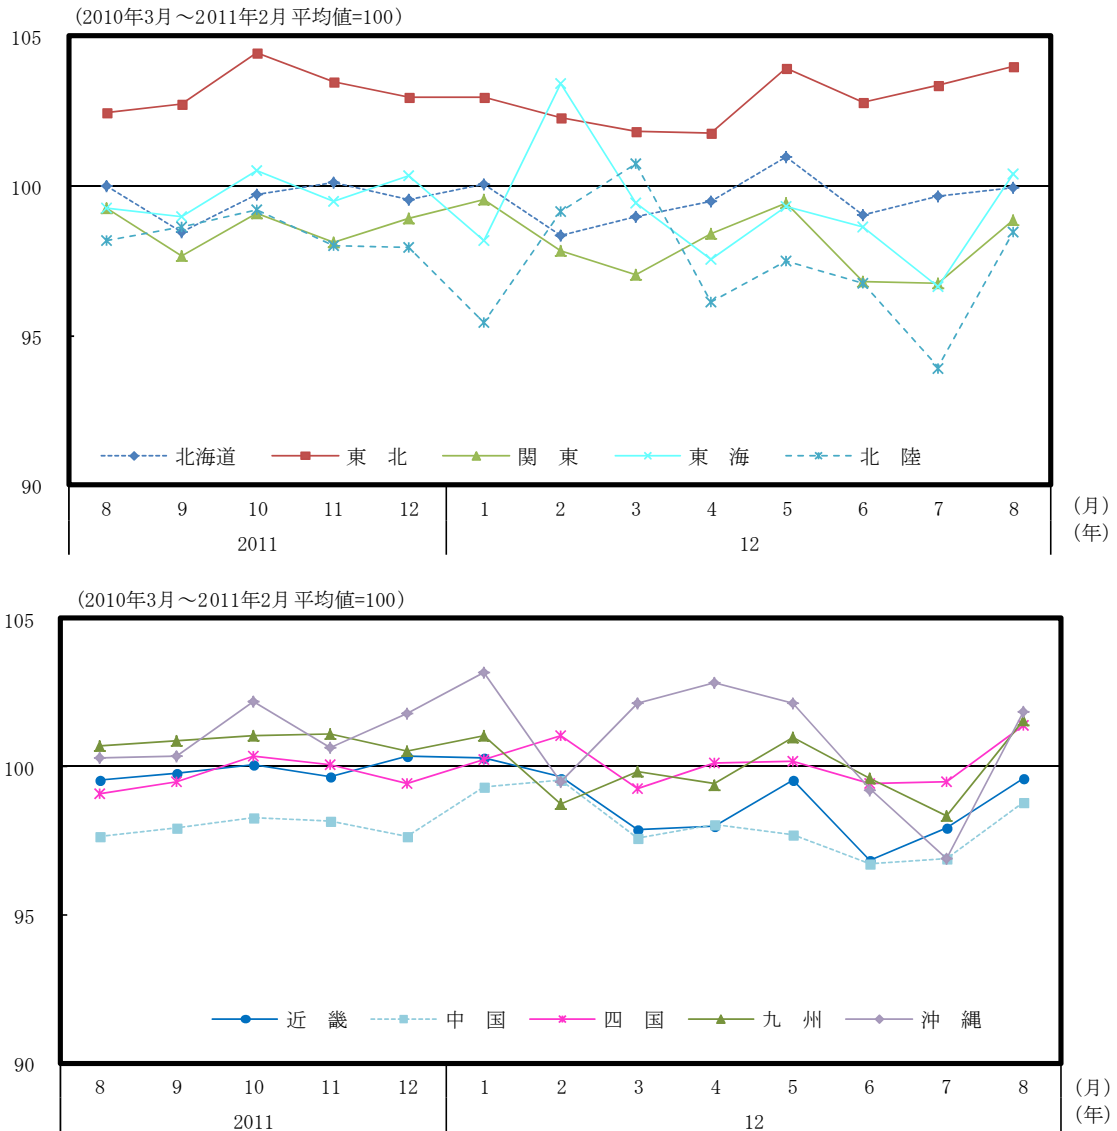 (2010年3月～2011年2月平均値=100)
105
100
95
90
北海道 東　北 関　東 東　海 北　陸
8 9 10 11 12 1 2 3 4 5 6 7 8 (月)
2011 12 (年)
(2010年3月～2011年2月平均値=100)
105
100
95
90
近　畿 中　国 四　国 九　州 沖　縄
8 9 10 11 12 1 2 3 4 5 6 7 8 (月)
2011 12 (年)